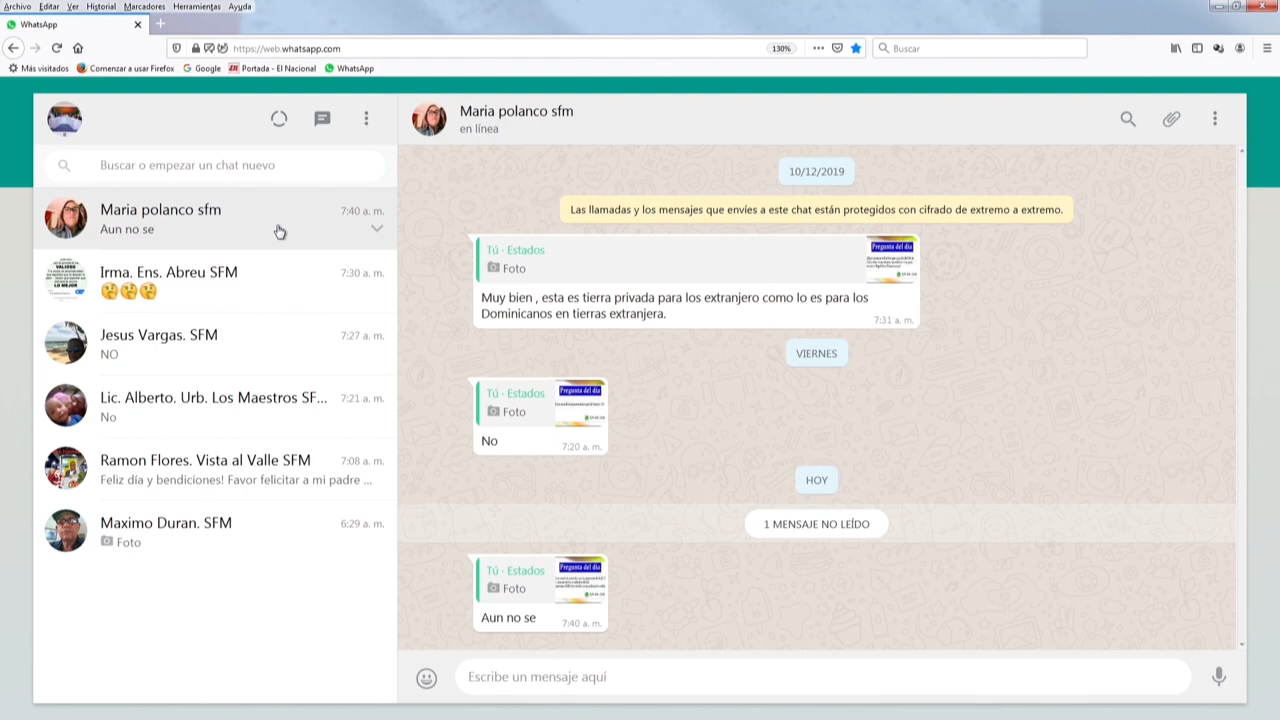 Archivo Editar Ver Historial Marcadores Herramientas Ayuda
WhatsApp
https://web.whatsapp.com
130%
Buscar
Más visitados
Comenzar a usar Firefox
Google
Portada - El Nacional
WhatsApp
Buscar o empezar un chat nuevo
Maria polanco sfm
7:40 a. m.
Aun no se
Irma. Ens. Abreu SFM
7:30 a. m.
Jesus Vargas. SFM
7:27 a. m.
NO
Lic. Alberto. Urb. Los Maestros SF...
7:21 a. m.
No
Ramon Flores. Vista al Valle SFM
7:08 a. m.
Feliz día y bendiciones! Favor felicitar a mi padre ...
Maximo Duran. SFM
6:29 a. m.
Foto
Maria polanco sfm
en línea
10/12/2019
Las llamadas y los mensajes que envíes a este chat están protegidos con cifrado de extremo a extremo.
Tú · Estados
Foto
Pregunta del dia
Muy bien , esta es tierra privada para los extranjero como lo es para los
Dominicanos en tierras extranjera.
7:31 a. m.
VIERNES
Tú · Estados
Foto
Pregunta del dia
No
7:20 a. m.
HOY
1 MENSAJE NO LEÍDO
Tú · Estados
Foto
Pregunta del dia
Aun no se
7:40 a. m.
Escribe un mensaje aquí